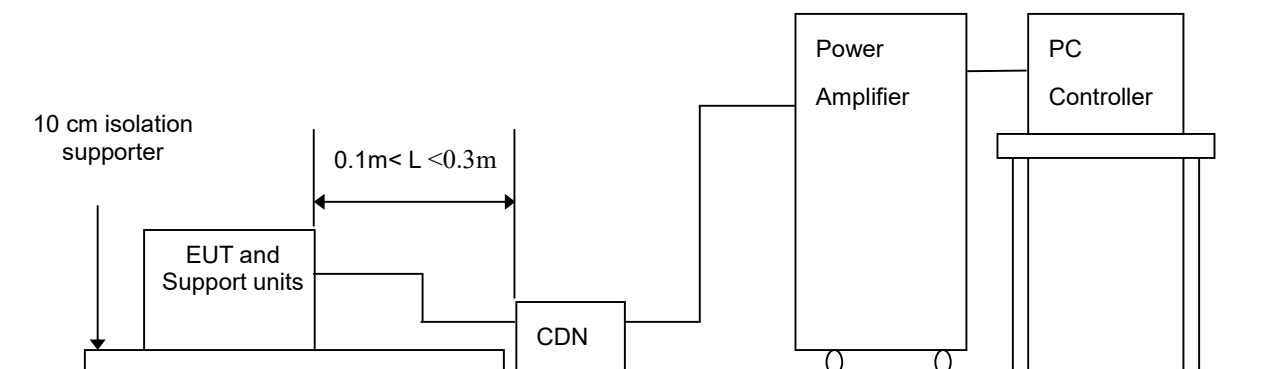 Power
Amplifier
PC
Controller
10 cm isolation
supporter
0.1m< L <0.3m
EUT and
Support units
CDN